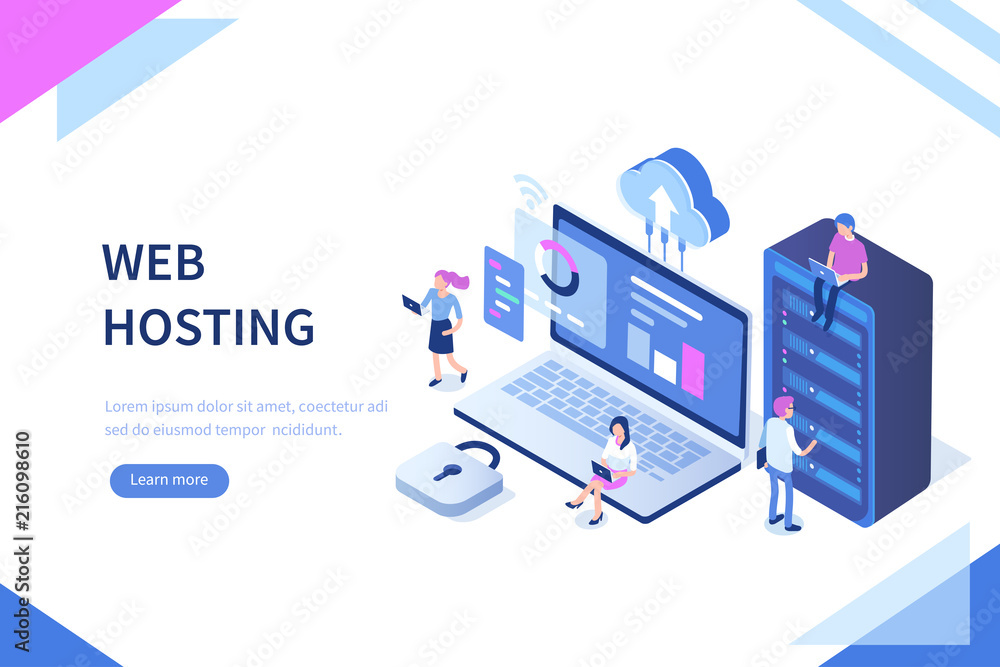 WEB
HOSTING
Lorem ipsum dolor sit amet, coectetur adi
sed do eiusmod tempor ncididunt.
Learn more
Adobe Stock | #216098610